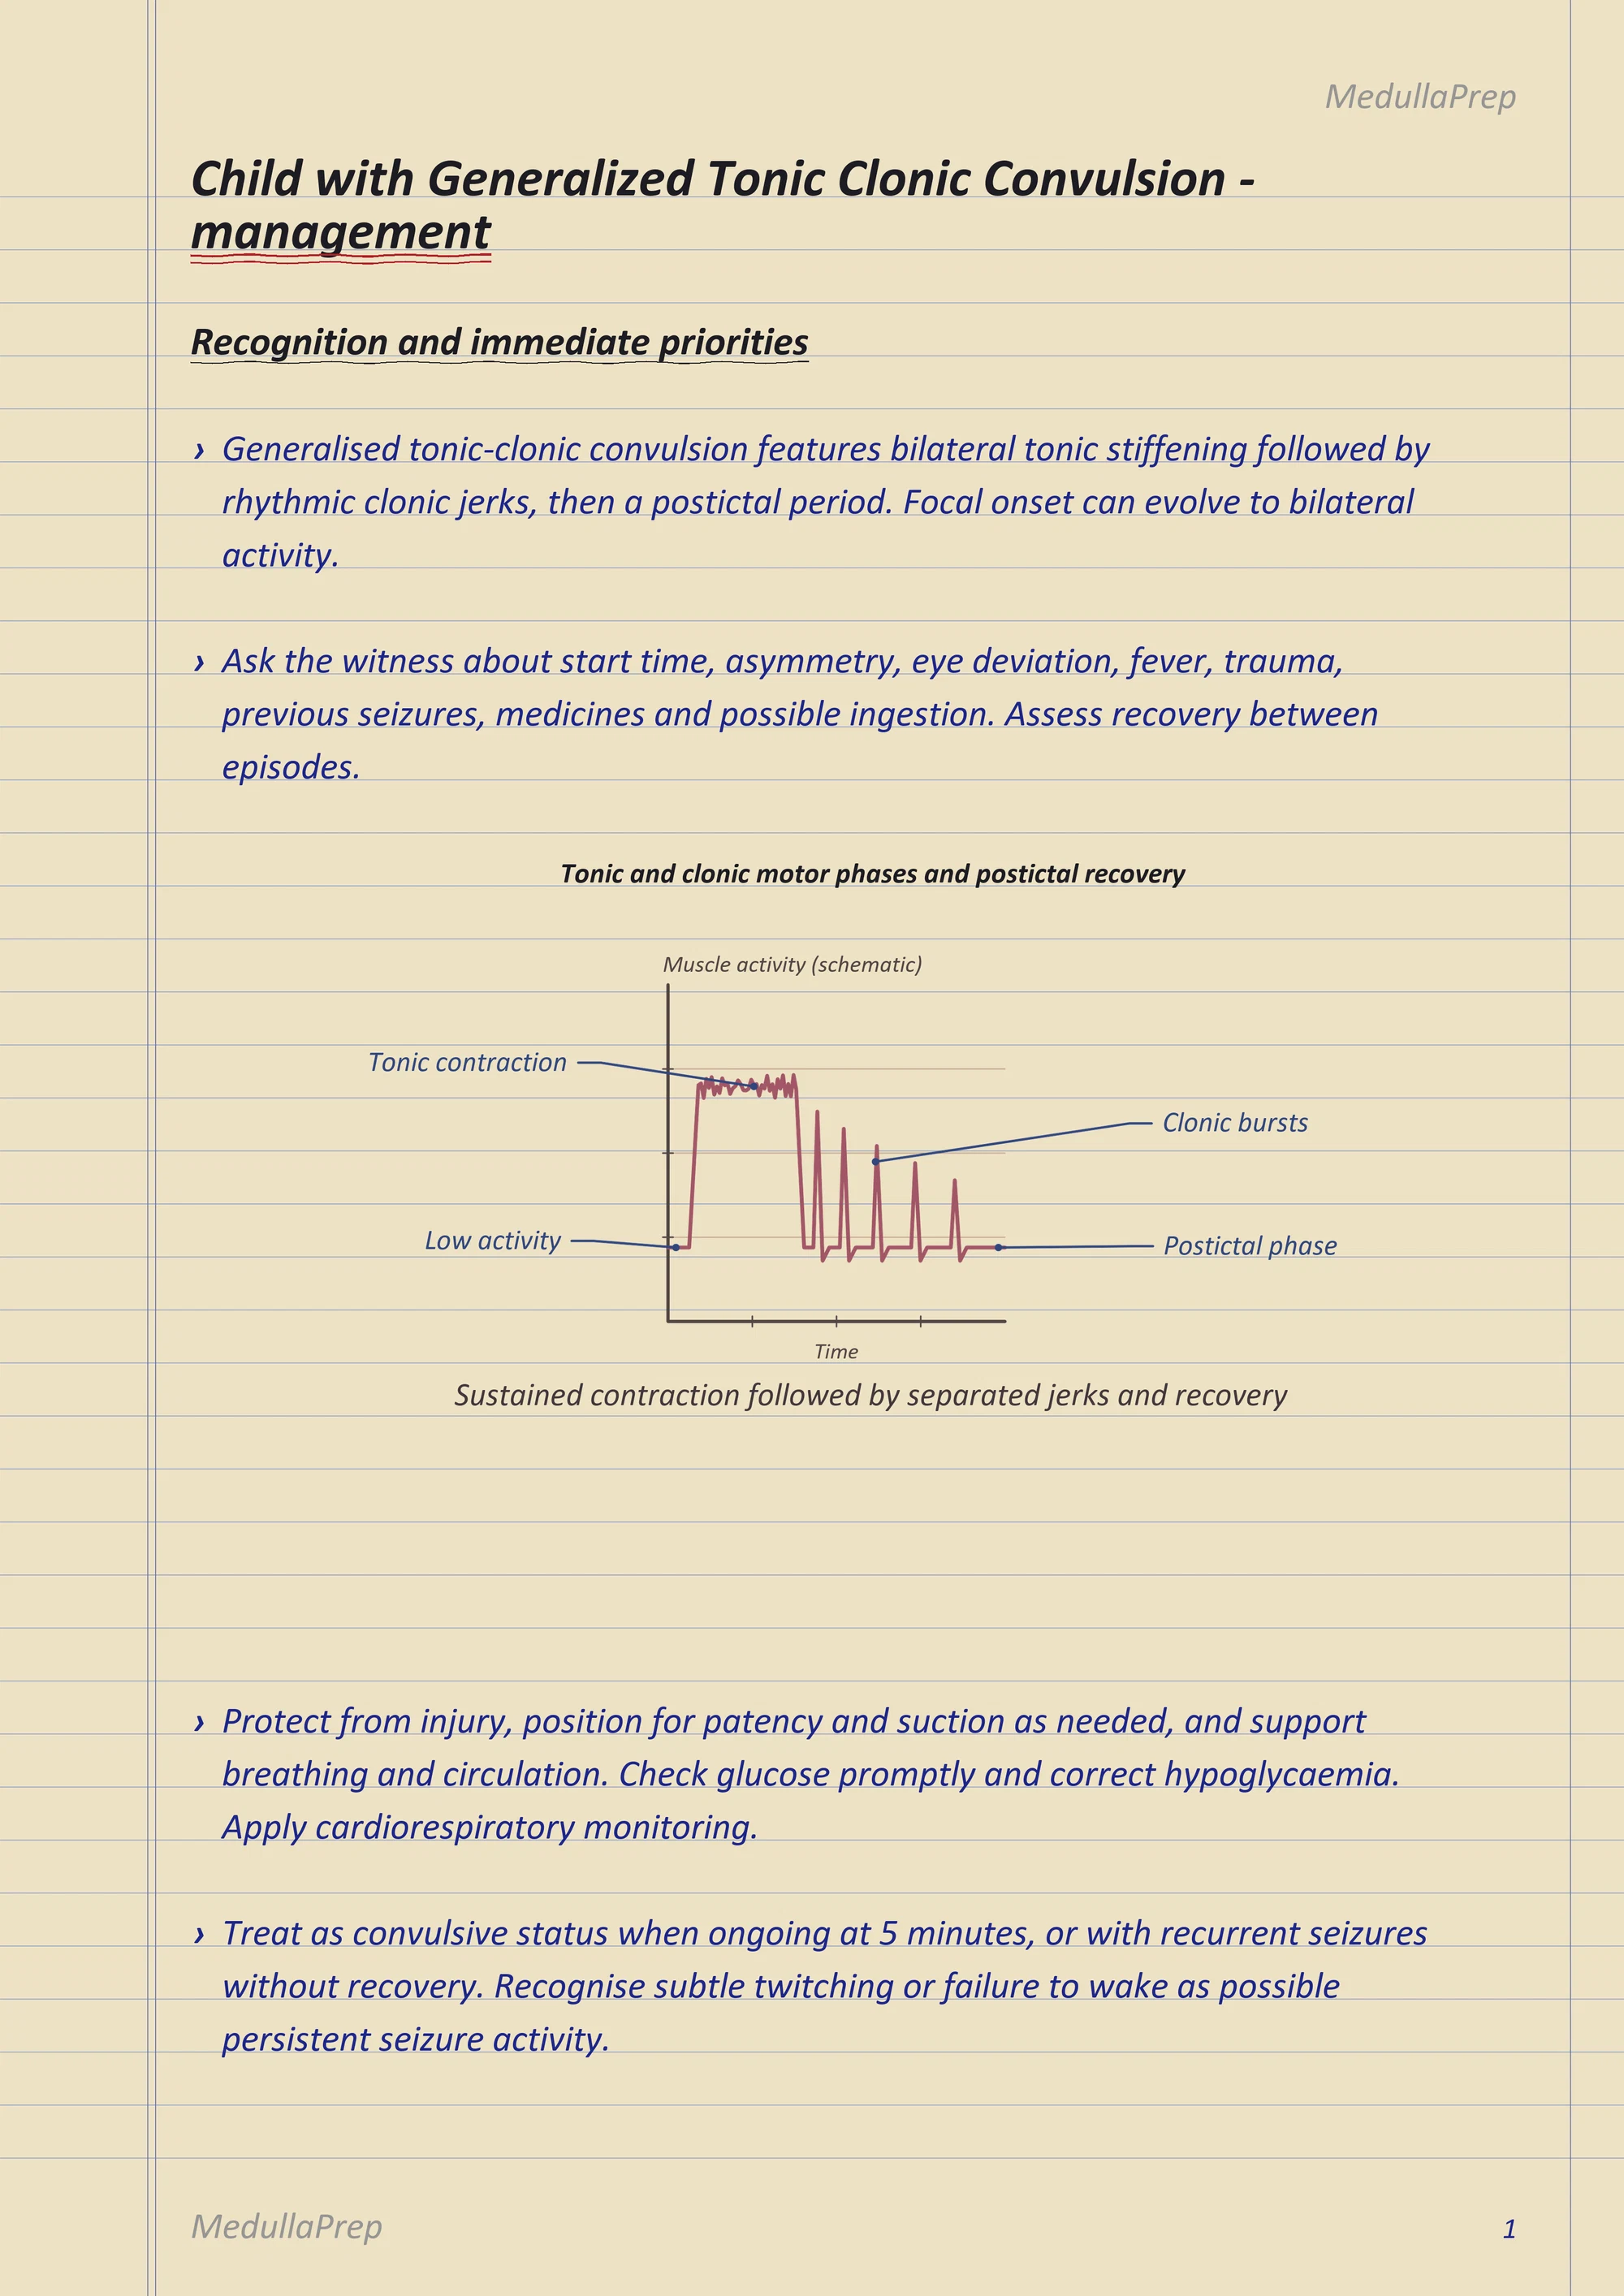 MedullaPrep
Child with Generalized Tonic Clonic Convulsion -
management
Recognition and immediate priorities
› Generalised tonic-clonic convulsion features bilateral tonic stiffening followed by
rhythmic clonic jerks, then a postictal period. Focal onset can evolve to bilateral
activity.
› Ask the witness about start time, asymmetry, eye deviation, fever, trauma,
previous seizures, medicines and possible ingestion. Assess recovery between
episodes.
Tonic and clonic motor phases and postictal recovery
Muscle activity (schematic)
Tonic contraction
Clonic bursts
Low activity
Postictal phase
Time
Sustained contraction followed by separated jerks and recovery
› Protect from injury, position for patency and suction as needed, and support
breathing and circulation. Check glucose promptly and correct hypoglycaemia.
Apply cardiorespiratory monitoring.
› Treat as convulsive status when ongoing at 5 minutes, or with recurrent seizures
without recovery. Recognise subtle twitching or failure to wake as possible
persistent seizure activity.
MedullaPrep
1